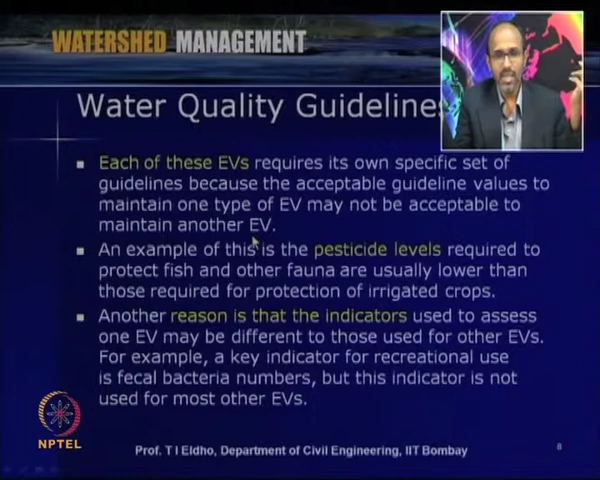 WATERSHED MANAGEMENT
Water Quality Guidelines
Each of these EVs requires its own specific set of
guidelines because the acceptable guideline values to
maintain one type of EV may not be acceptable to
maintain another EV.
An example of this is the pesticide levels required to
protect fish and other fauna are usually lower than
those required for protection of irrigated crops.
Another reason is that the indicators used to assess
one EV may be different to those used for other EVs.
For example, a key indicator for recreational use
is fecal bacteria numbers, but this indicator is not
used for most other EVs.
NPTEL
Prof. T I Eldho, Department of Civil Engineering, IIT Bombay
8